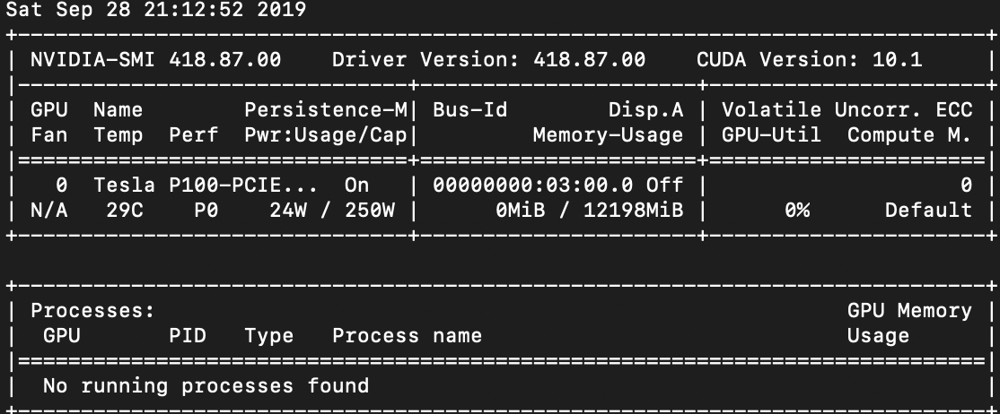 Sat Sep 28 21:12:52 2019
+-----------------------------------------------------------------------------+
| NVIDIA-SMI 418.87.00    Driver Version: 418.87.00    CUDA Version: 10.1     |
|-------------------------------+----------------------+----------------------+
| GPU  Name        Persistence-M| Bus-Id        Disp.A | Volatile Uncorr. ECC |
| Fan  Temp  Perf  Pwr:Usage/Cap|         Memory-Usage | GPU-Util  Compute M. |
|===============================+======================+======================|
|   0  Tesla P100-PCIE...  On   | 00000000:03:00.0 Off |                    0 |
| N/A   29C    P0    24W / 250W |      0MiB / 12198MiB |      0%      Default |
+-------------------------------+----------------------+----------------------+

+-----------------------------------------------------------------------------+
| Processes:                                                       GPU Memory |
|  GPU       PID   Type   Process name                             Usage      |
|=============================================================================|
|  No running processes found                                                 |
+-----------------------------------------------------------------------------+